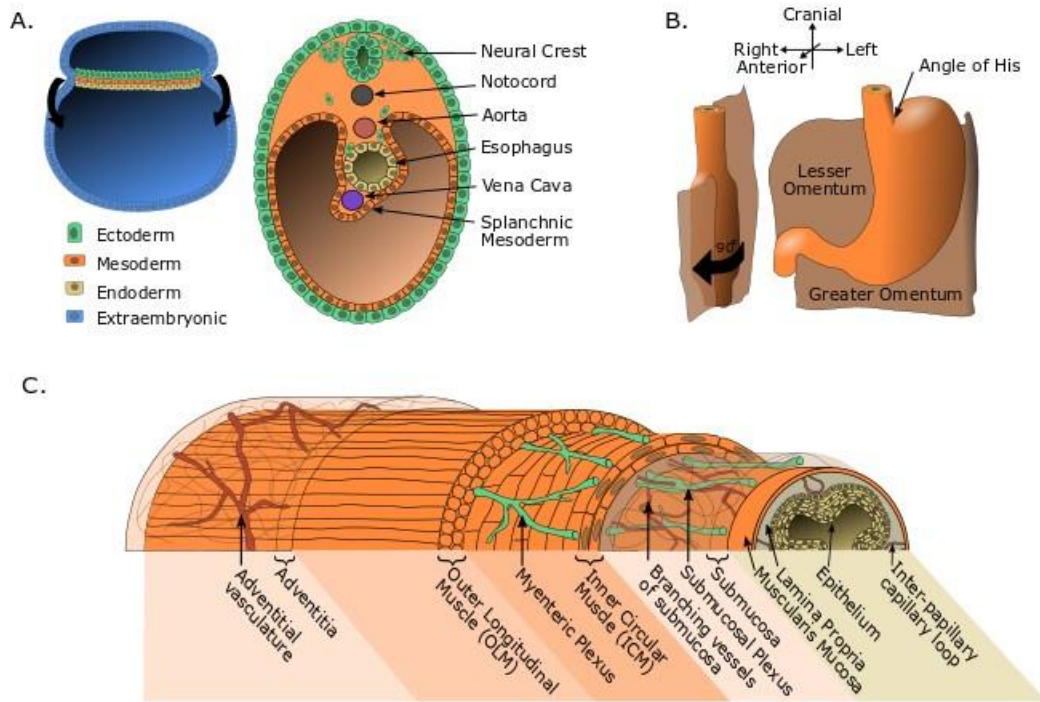 A.
Neural Crest
Notocord
Aorta
Esophagus
Vena Cava
Splanchnic
Mesoderm
Ectoderm
Mesoderm
Endoderm
Extraembryonic
B.
Cranial
Right
Left
Anterior
Angle of His
Lesser
Omentum
90°
Greater Omentum
C.
Adventitial
vasculature
Adventitia
Outer Longitudinal
Muscle (OLM)
Myenteric Plexus
Inner Circular
Muscle (ICM)
Branching vessels
of submucosa
Submucosal Plexus
Submucosa
Muscularis Mucosa
Lamina Propria
Epithelium
Inter-papillary
capillary loop